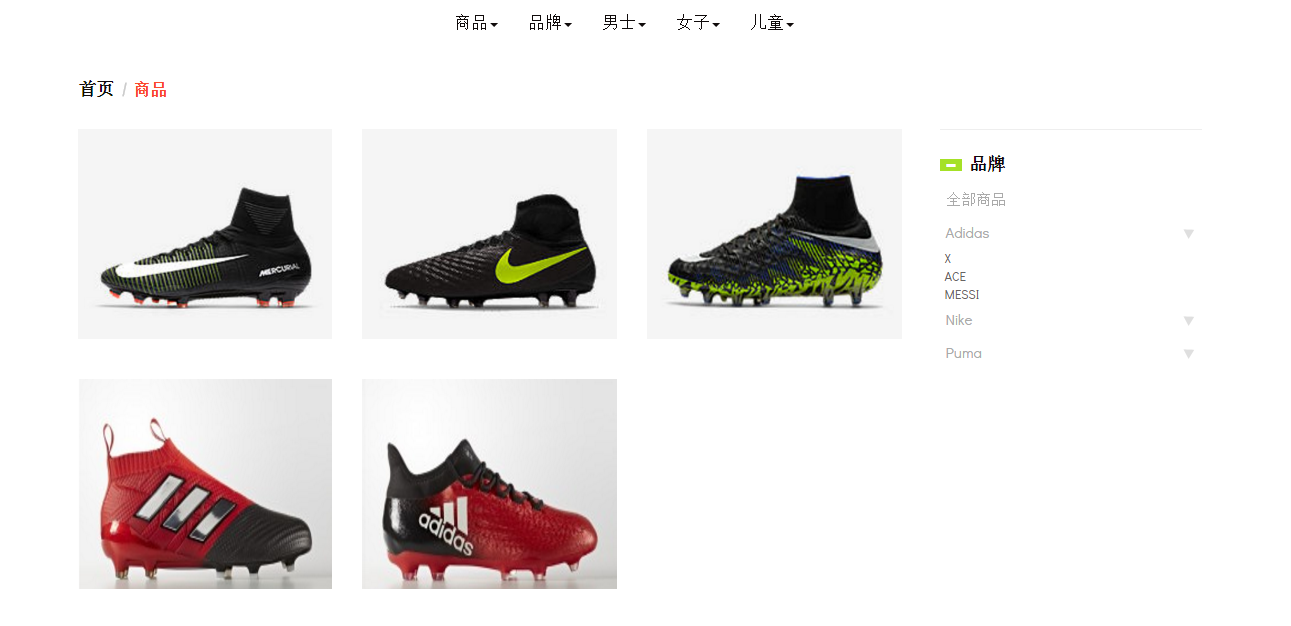 商品 品牌 男士 女子 儿童
首页 / 商品
MERCURIAL
adidas
品牌
全部商品
Adidas
X
ACE
MESSI
Nike
Puma